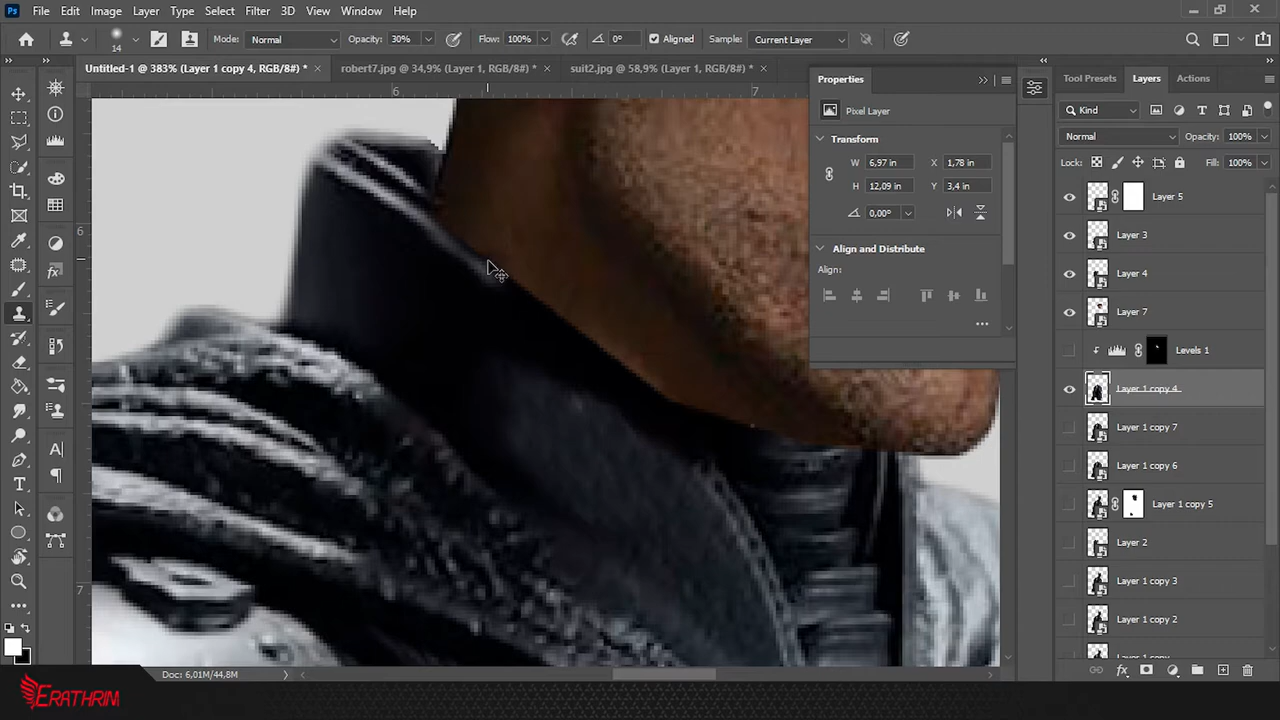 Ps File Edit Image Layer Type Select Filter 3D View Window Help
14 Mode: Normal Opacity: 30% Flow: 100% 0° Aligned Sample: Current Layer
Untitled-1 @ 383% (Layer 1 copy 4, RGB/8#) * × robert7.jpg @ 34,9% (Layer 1, RGB/8#) * × suit2.jpg @ 58,9% (Layer 1, RGB/8#) * ×
6 7
6
7
Properties
Pixel Layer
Transform
W 6,97 in X 1,78 in
H 12,09 in Y 3,4 in
0,00°
Align and Distribute
Align:
Tool Presets Layers Actions
Kind
Normal Opacity: 100%
Lock: Fill: 100%
Layer 5
Layer 3
Layer 4
Layer 7
Levels 1
Layer 1 copy 4
Layer 1 copy 7
Layer 1 copy 6
Layer 1 copy 5
Layer 2
Layer 1 copy 3
Layer 1 copy 2
Doc: 6,01M/44,8M
fx
ERATHRIM